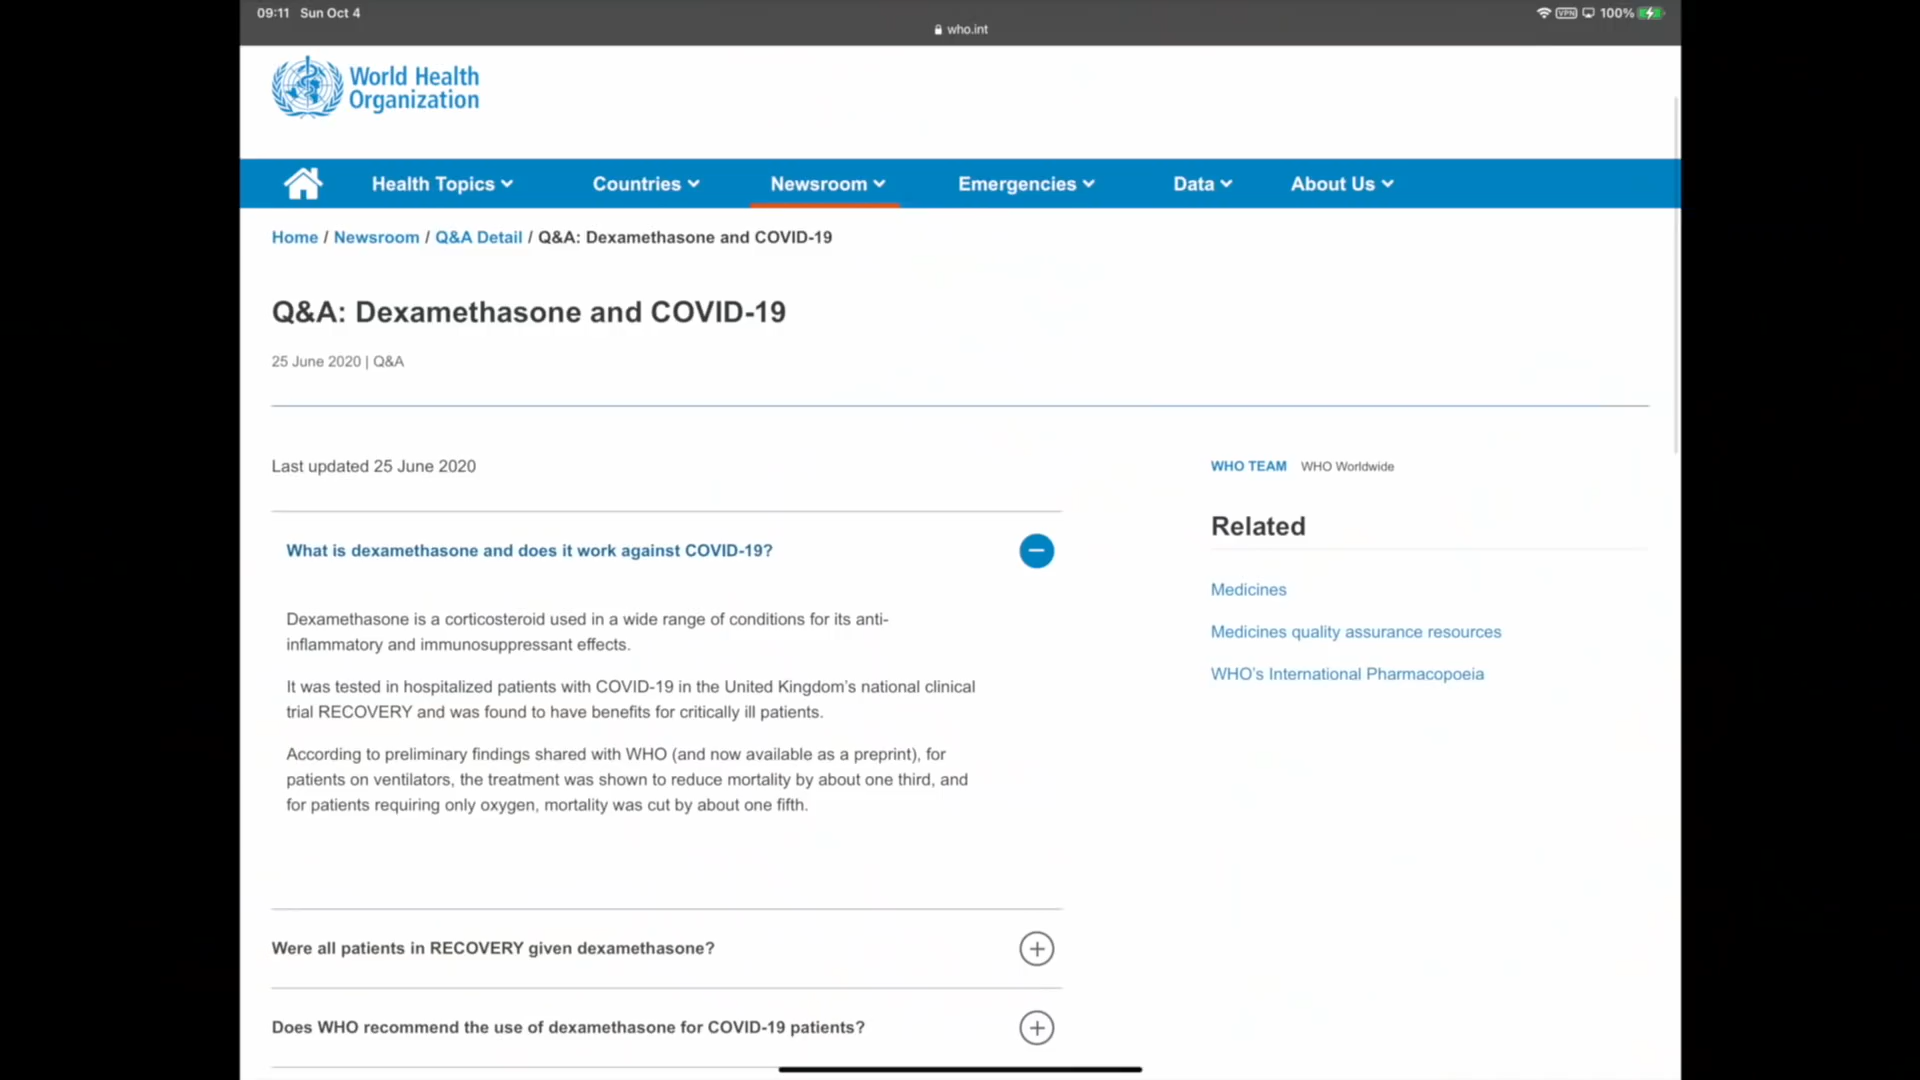 09:11 Sun Oct 4
VPN 100%
who.int
World Health
Organization
Health Topics Countries Newsroom Emergencies Data About Us
Home / Newsroom / Q&A Detail / Q&A: Dexamethasone and COVID-19
Q&A: Dexamethasone and COVID-19
25 June 2020 | Q&A
Last updated 25 June 2020
What is dexamethasone and does it work against COVID-19?
Dexamethasone is a corticosteroid used in a wide range of conditions for its anti-
inflammatory and immunosuppressant effects.
It was tested in hospitalized patients with COVID-19 in the United Kingdom’s national clinical
trial RECOVERY and was found to have benefits for critically ill patients.
According to preliminary findings shared with WHO (and now available as a preprint), for
patients on ventilators, the treatment was shown to reduce mortality by about one third, and
for patients requiring only oxygen, mortality was cut by about one fifth.
Were all patients in RECOVERY given dexamethasone?
Does WHO recommend the use of dexamethasone for COVID-19 patients?
WHO TEAM WHO Worldwide
Related
Medicines
Medicines quality assurance resources
WHO’s International Pharmacopoeia